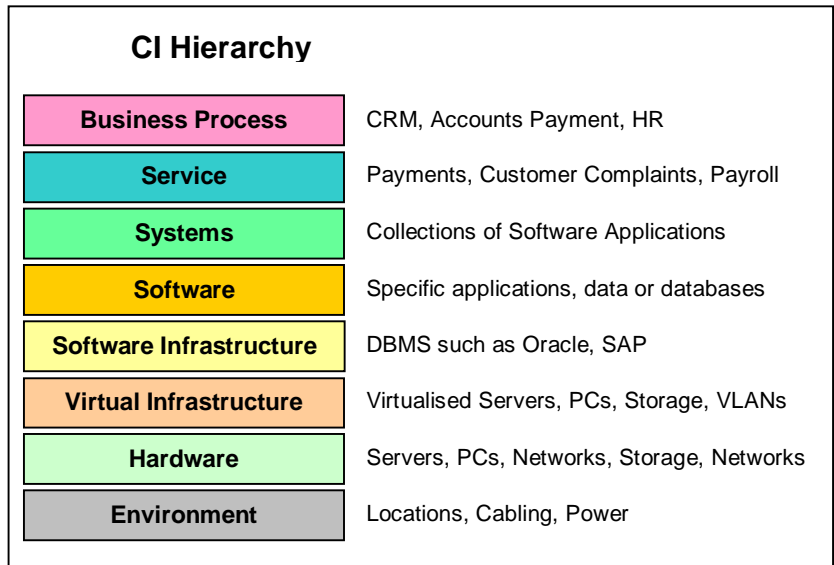 CI Hierarchy
Business Process CRM, Accounts Payment, HR
Service Payments, Customer Complaints, Payroll
Systems Collections of Software Applications
Software Specific applications, data or databases
Software Infrastructure DBMS such as Oracle, SAP
Virtual Infrastructure Virtualised Servers, PCs, Storage, VLANs
Hardware Servers, PCs, Networks, Storage, Networks
Environment Locations, Cabling, Power